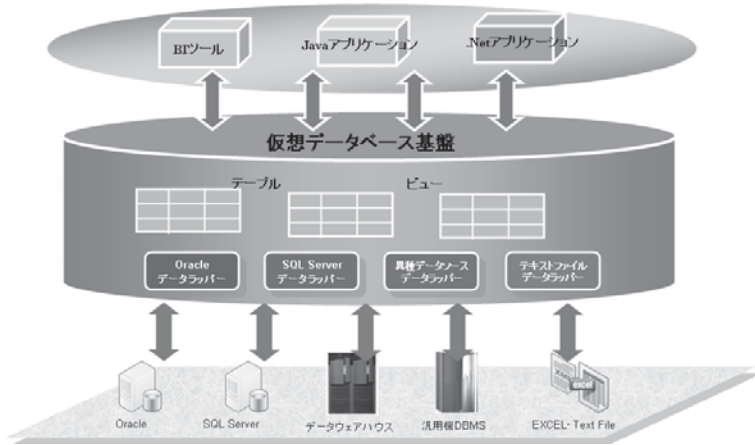 BIツール
Javaアプリケーション
.Netアプリケーション
仮想データベース基盤
テーブル
ビュー
Oracle
データラッパー
SQL Server
データラッパー
異種データソース
データラッパー
テキストファイル
データラッパー
excel
Oracle
SQL Server
データウェアハウス
汎用機DBMS
EXCEL・Text File